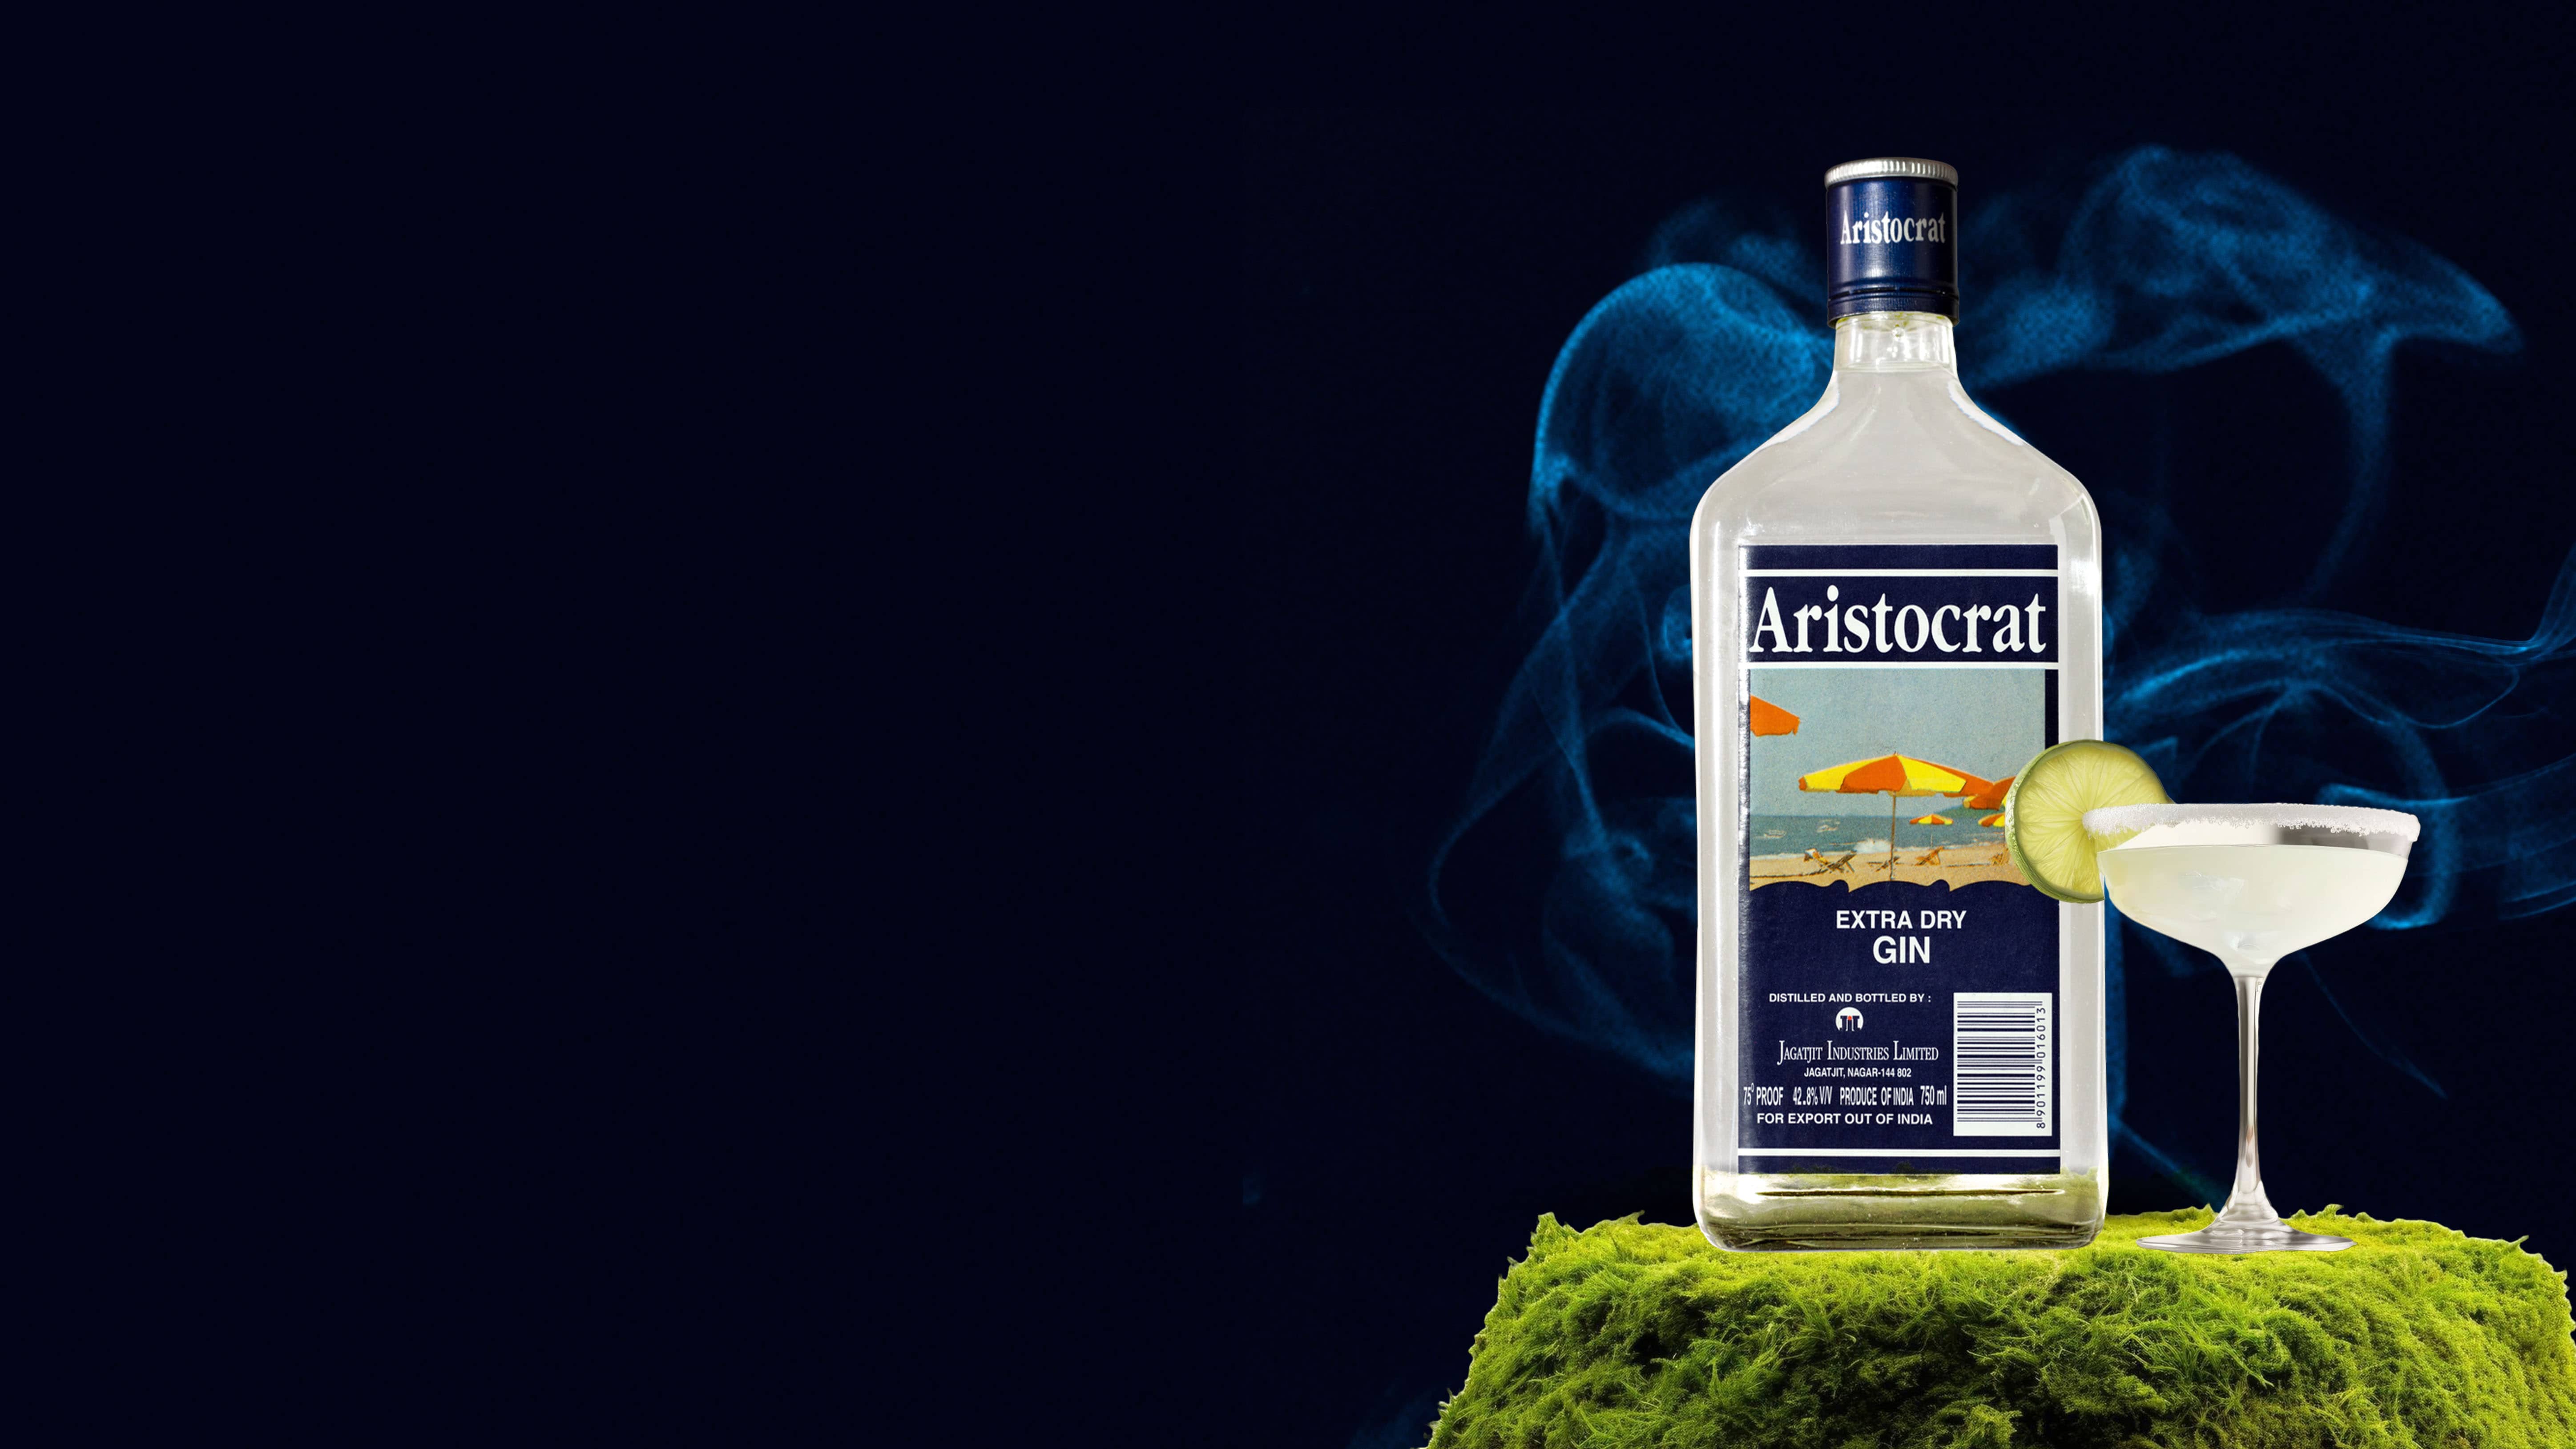 Aristocrat
Aristocrat
EXTRA DRY
GIN
DISTILLED AND BOTTLED BY :
JAGATJIT INDUSTRIES LIMITED
JAGATJIT, NAGAR-144 802
75° PROOF 42.8% V/V PRODUCE OF INDIA 750 ml
FOR EXPORT OUT OF INDIA
8901199016013